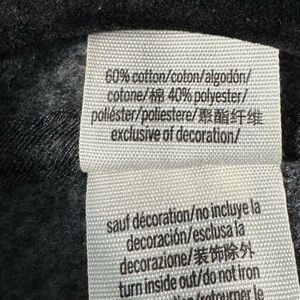 60% cotton/coton/algodón/
cotone/棉 40% polyester/
poliéster/poliestere/聚酯纤维
exclusive of decoration/
sauf décoration/no incluye la
decoración/esclusa la
decorazione/装饰除外
turn inside out/do not iron